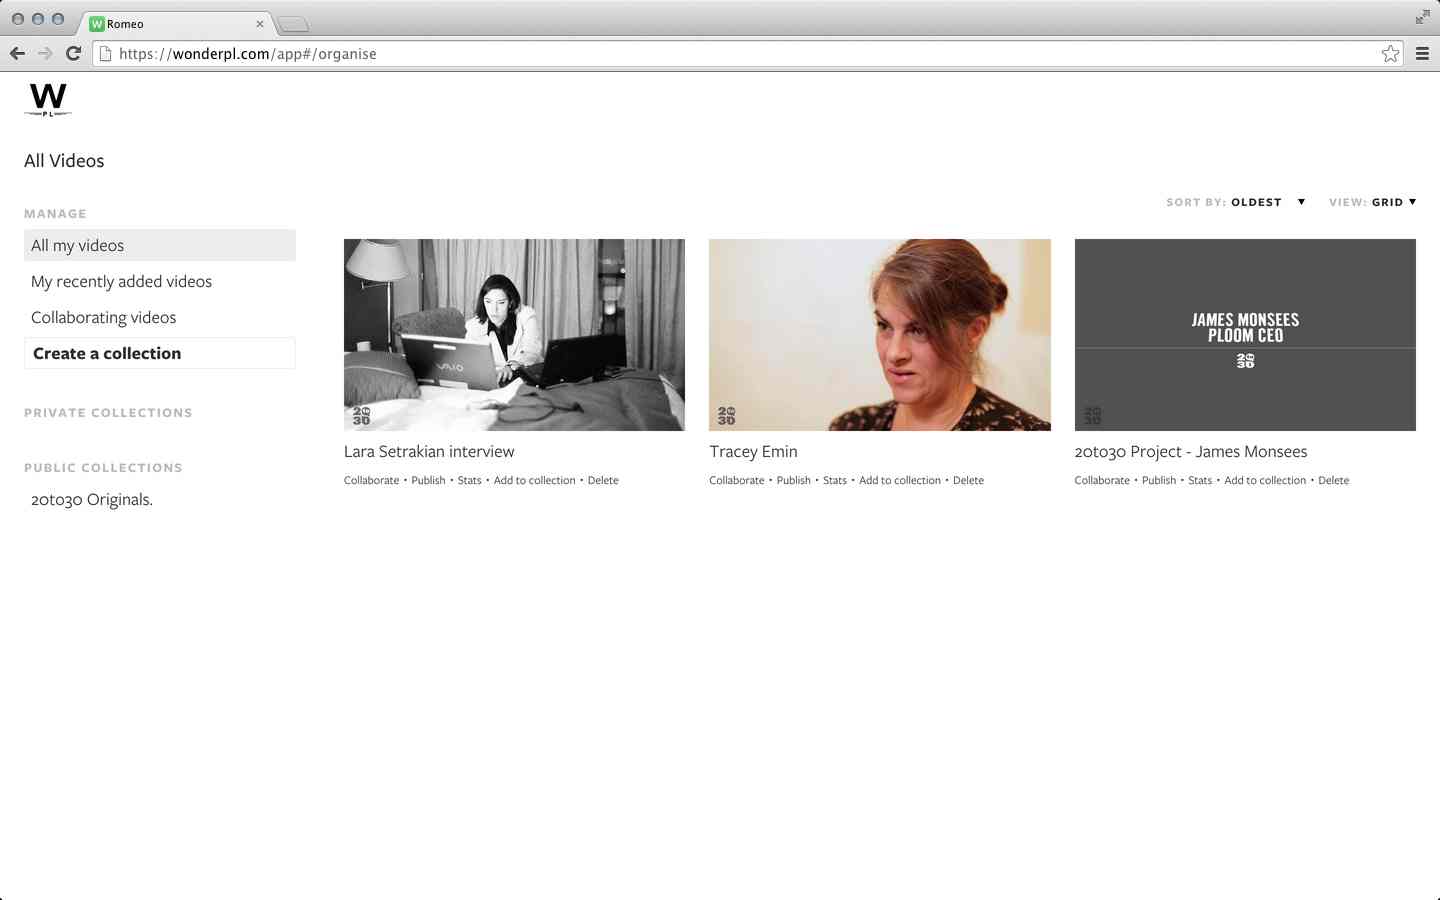 W Romeo
https://wonderpl.com/app#/organise
W
PL
All Videos
SORT BY: OLDEST
VIEW: GRID
MANAGE
All my videos
My recently added videos
Collaborating videos
Create a collection
PRIVATE COLLECTIONS
PUBLIC COLLECTIONS
20to30 Originals.
VAIO
20
30
Lara Setrakian interview
Collaborate • Publish • Stats • Add to collection • Delete
20
30
Tracey Emin
Collaborate • Publish • Stats • Add to collection • Delete
JAMES MONSEES
PLOOM CEO
20
30
20
30
20to30 Project - James Monsees
Collaborate • Publish • Stats • Add to collection • Delete